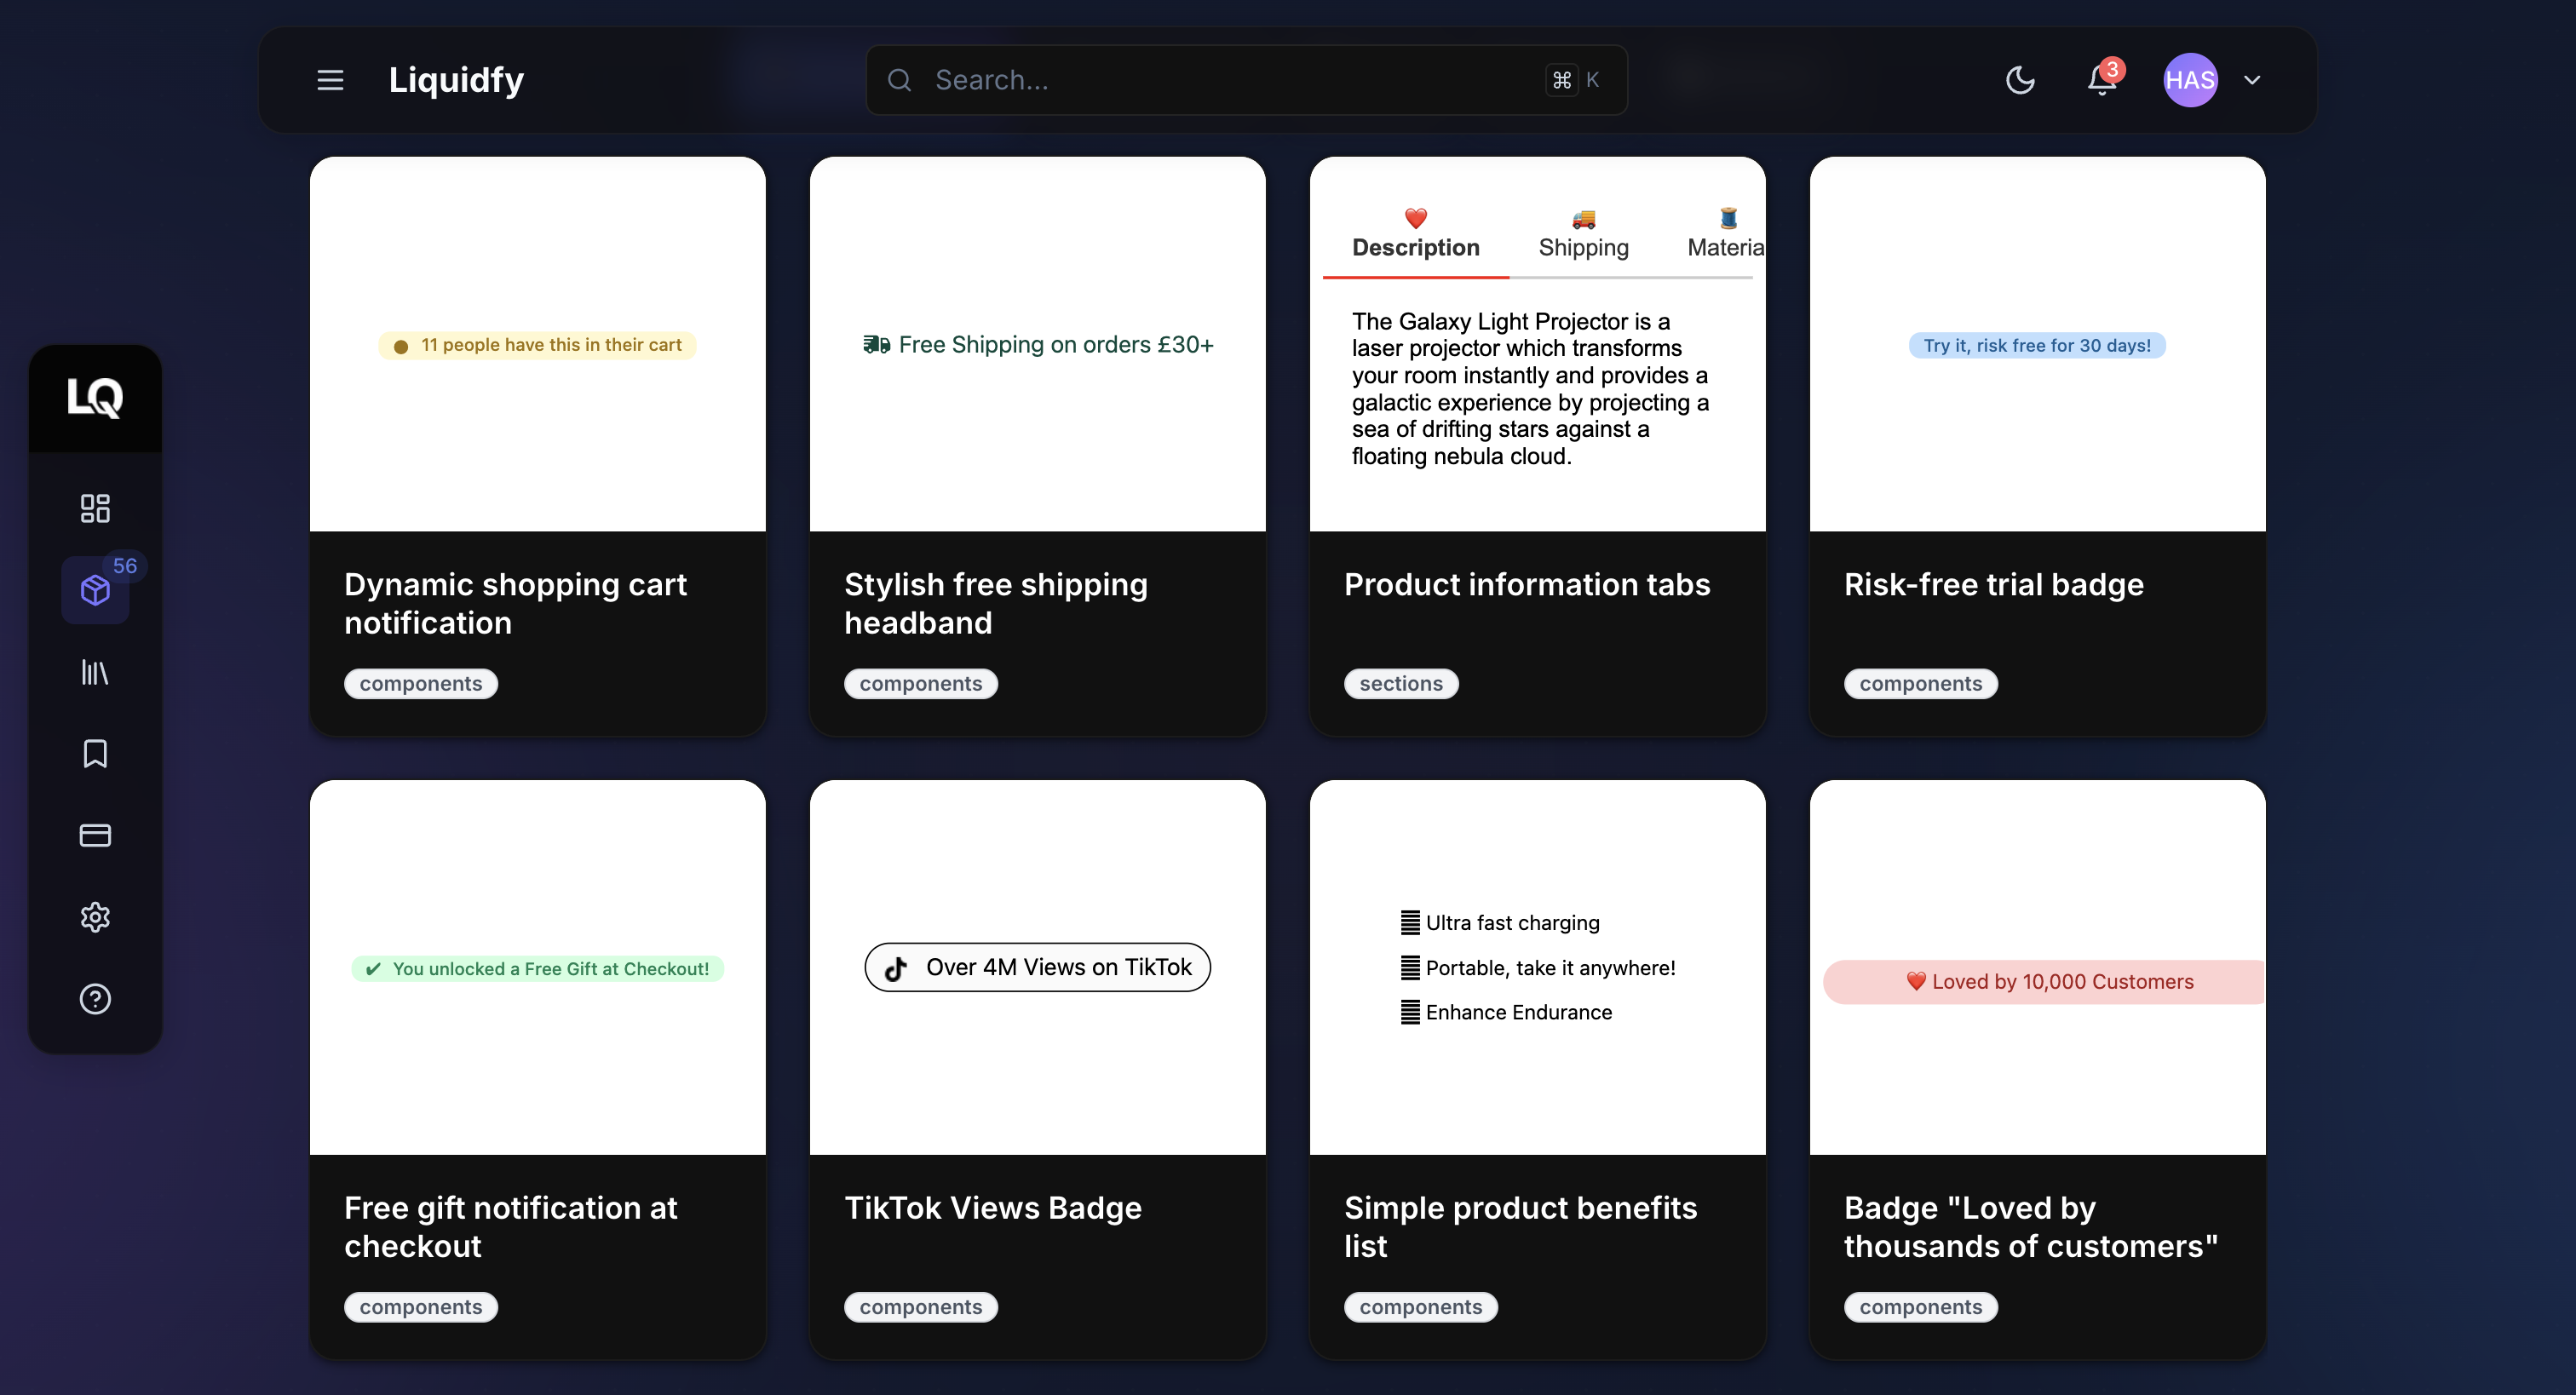 Liquidfy
Search...
⌘ K
3
HAS
LQ
56
11 people have this in their cart
Dynamic shopping cart
notification
components
Free Shipping on orders £30+
Stylish free shipping
headband
components
Description
Shipping
Materia
The Galaxy Light Projector is a
laser projector which transforms
your room instantly and provides a
galactic experience by projecting a
sea of drifting stars against a
floating nebula cloud.
Product information tabs
sections
Try it, risk free for 30 days!
Risk-free trial badge
components
✔ You unlocked a Free Gift at Checkout!
Free gift notification at
checkout
components
Over 4M Views on TikTok
TikTok Views Badge
components
Ultra fast charging
Portable, take it anywhere!
Enhance Endurance
Simple product benefits
list
components
❤️ Loved by 10,000 Customers
Badge "Loved by
thousands of customers"
components